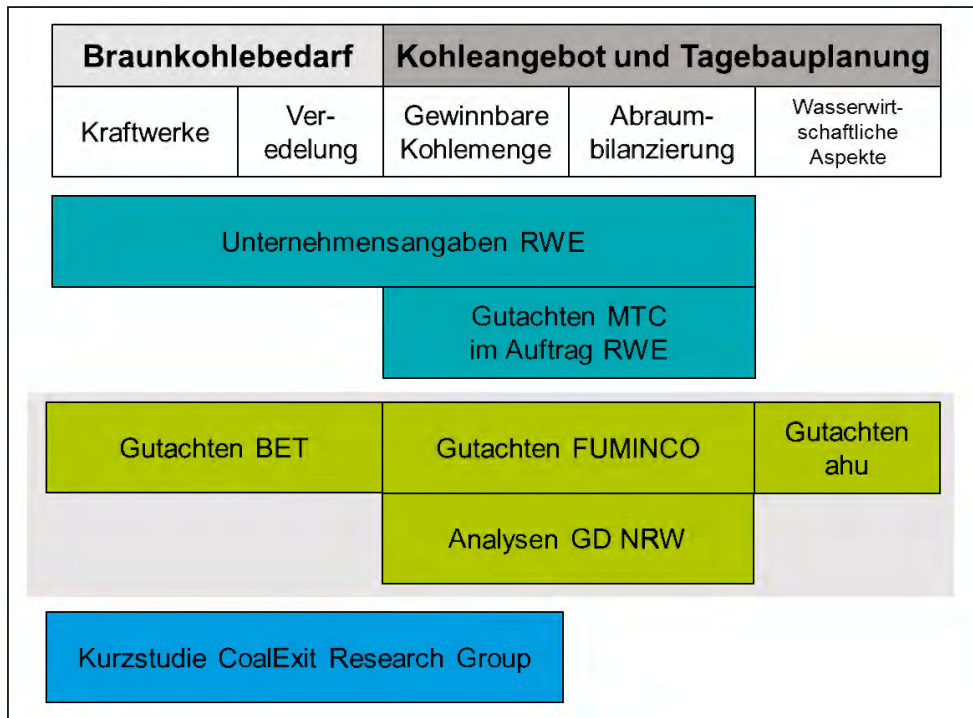 Braunkohlebedarf
Kohleangebot und Tagebauplanung
Kraftwerke
Ver-
edelung
Gewinnbare
Kohlemenge
Abraum-
bilanzierung
Wasserwirt-
schaftliche
Aspekte
Unternehmensangaben RWE
Gutachten MTC
im Auftrag RWE
Gutachten BET
Gutachten FUMINCO
Gutachten
ahu
Analysen GD NRW
Kurzstudie CoalExit Research Group